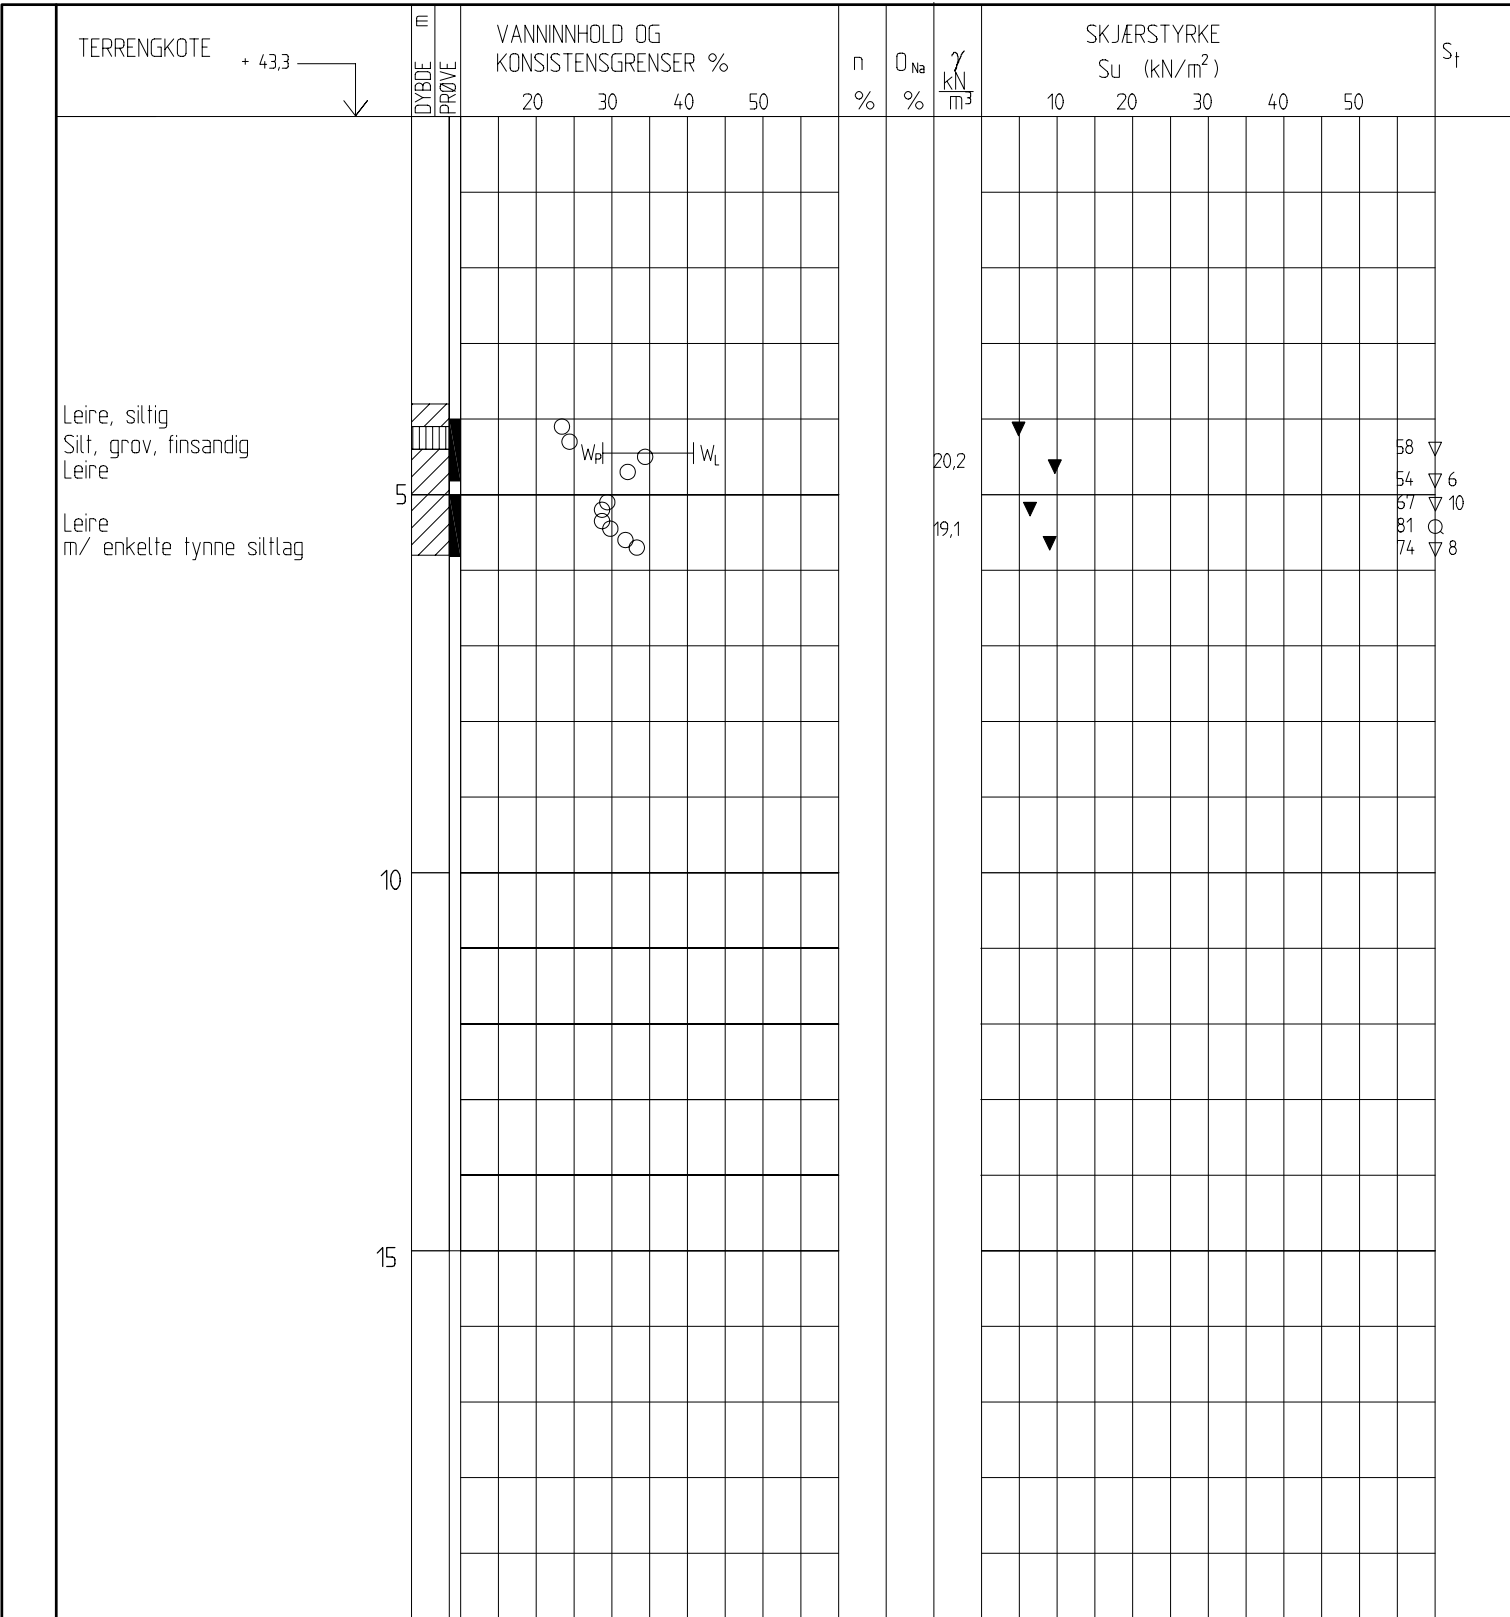 TERRENGKOTE + 43,3
DYBDE m
PRØVE
VANNINNHOLD OG
KONSISTENSGRENSER %
20 30 40 50
n
%
O Na
%
γ
kN
m³
SKJÆRSTYRKE
Su (kN/m²)
10 20 30 40 50
St
Leire, siltig
Silt, grov, finsandig
Leire
WP WL
20,2
58
54 6
5
67 10
Leire
m/ enkelte tynne siltlag
19,1
81
74 8
10
15